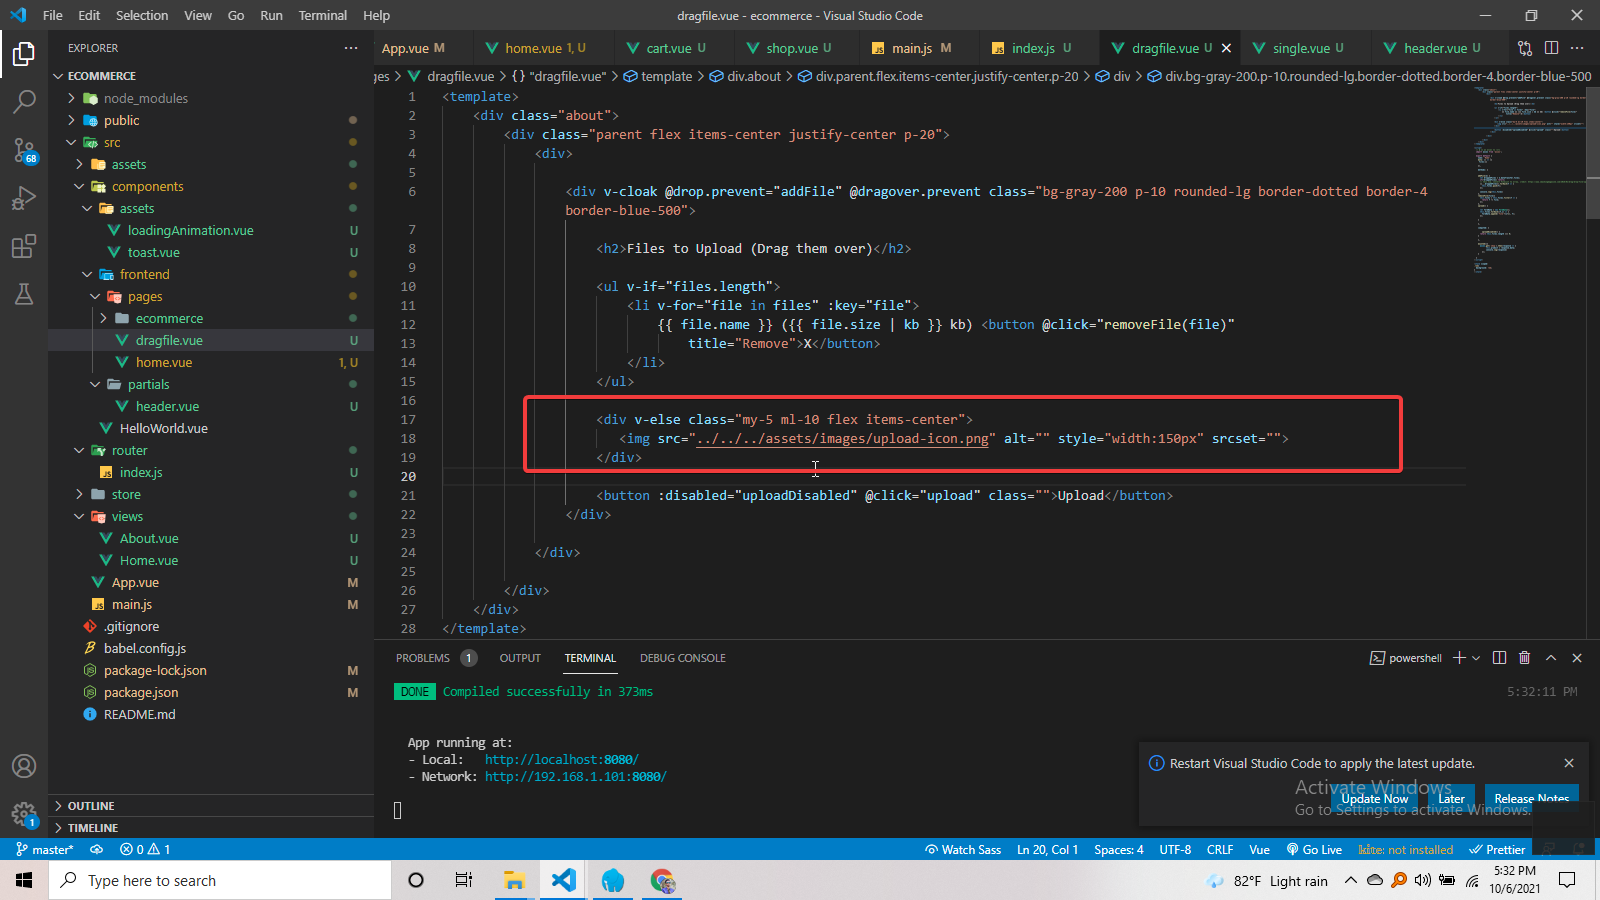 File Edit Selection View Go Run Terminal Help
dragfile.vue - ecommerce - Visual Studio Code
EXPLORER
App.vue M home.vue 1, U cart.vue U shop.vue U main.js M index.js U dragfile.vue U single.vue U header.vue U
ges > dragfile.vue > {} "dragfile.vue" > template > div.about > div.parent.flex.items-center.justify-center.p-20 > div > div.bg-gray-200.p-10.rounded-lg.border-dotted.border-4.border-blue-500
ECOMMERCE
node_modules
public
src
assets
components
assets
loadingAnimation.vue U
toast.vue U
frontend
pages
ecommerce
dragfile.vue U
home.vue 1, U
partials
header.vue U
HelloWorld.vue
router
index.js U
store
views
About.vue U
Home.vue U
App.vue M
main.js M
.gitignore
babel.config.js
package-lock.json M
package.json M
README.md
OUTLINE
TIMELINE
68
1
1 <template>
2 <div class="about">
3 <div class="parent flex items-center justify-center p-20">
4 <div>
5
6 <div v-cloak @drop.prevent="addFile" @dragover.prevent class="bg-gray-200 p-10 rounded-lg border-dotted border-4
border-blue-500">
7
8 <h2>Files to Upload (Drag them over)</h2>
9
10 <ul v-if="files.length">
11 <li v-for="file in files" :key="file">
12 {{ file.name }} ({{ file.size | kb }} kb) <button @click="removeFile(file)"
13 title="Remove">X</button>
14 </li>
15 </ul>
16
17 <div v-else class="my-5 ml-10 flex items-center">
18 <img src="../../../assets/images/upload-icon.png" alt="" style="width:150px" srcset="">
19 </div>
20
21 <button :disabled="uploadDisabled" @click="upload" class="">Upload</button>
22 </div>
23
24 </div>
25
26 </div>
27 </div>
28 </template>
PROBLEMS 1 OUTPUT TERMINAL DEBUG CONSOLE
powershell
DONE Compiled successfully in 373ms
5:32:11 PM
App running at:
- Local: http://localhost:8080/
- Network: http://192.168.1.101:8080/
Restart Visual Studio Code to apply the latest update.
Update Now Later Release Notes
Activate Windows
Go to Settings to activate Windows.
master* 0 1
Watch Sass Ln 20, Col 1 Spaces: 4 UTF-8 CRLF Vue Go Live kite: not installed Prettier
Type here to search
82°F Light rain
5:32 PM
10/6/2021